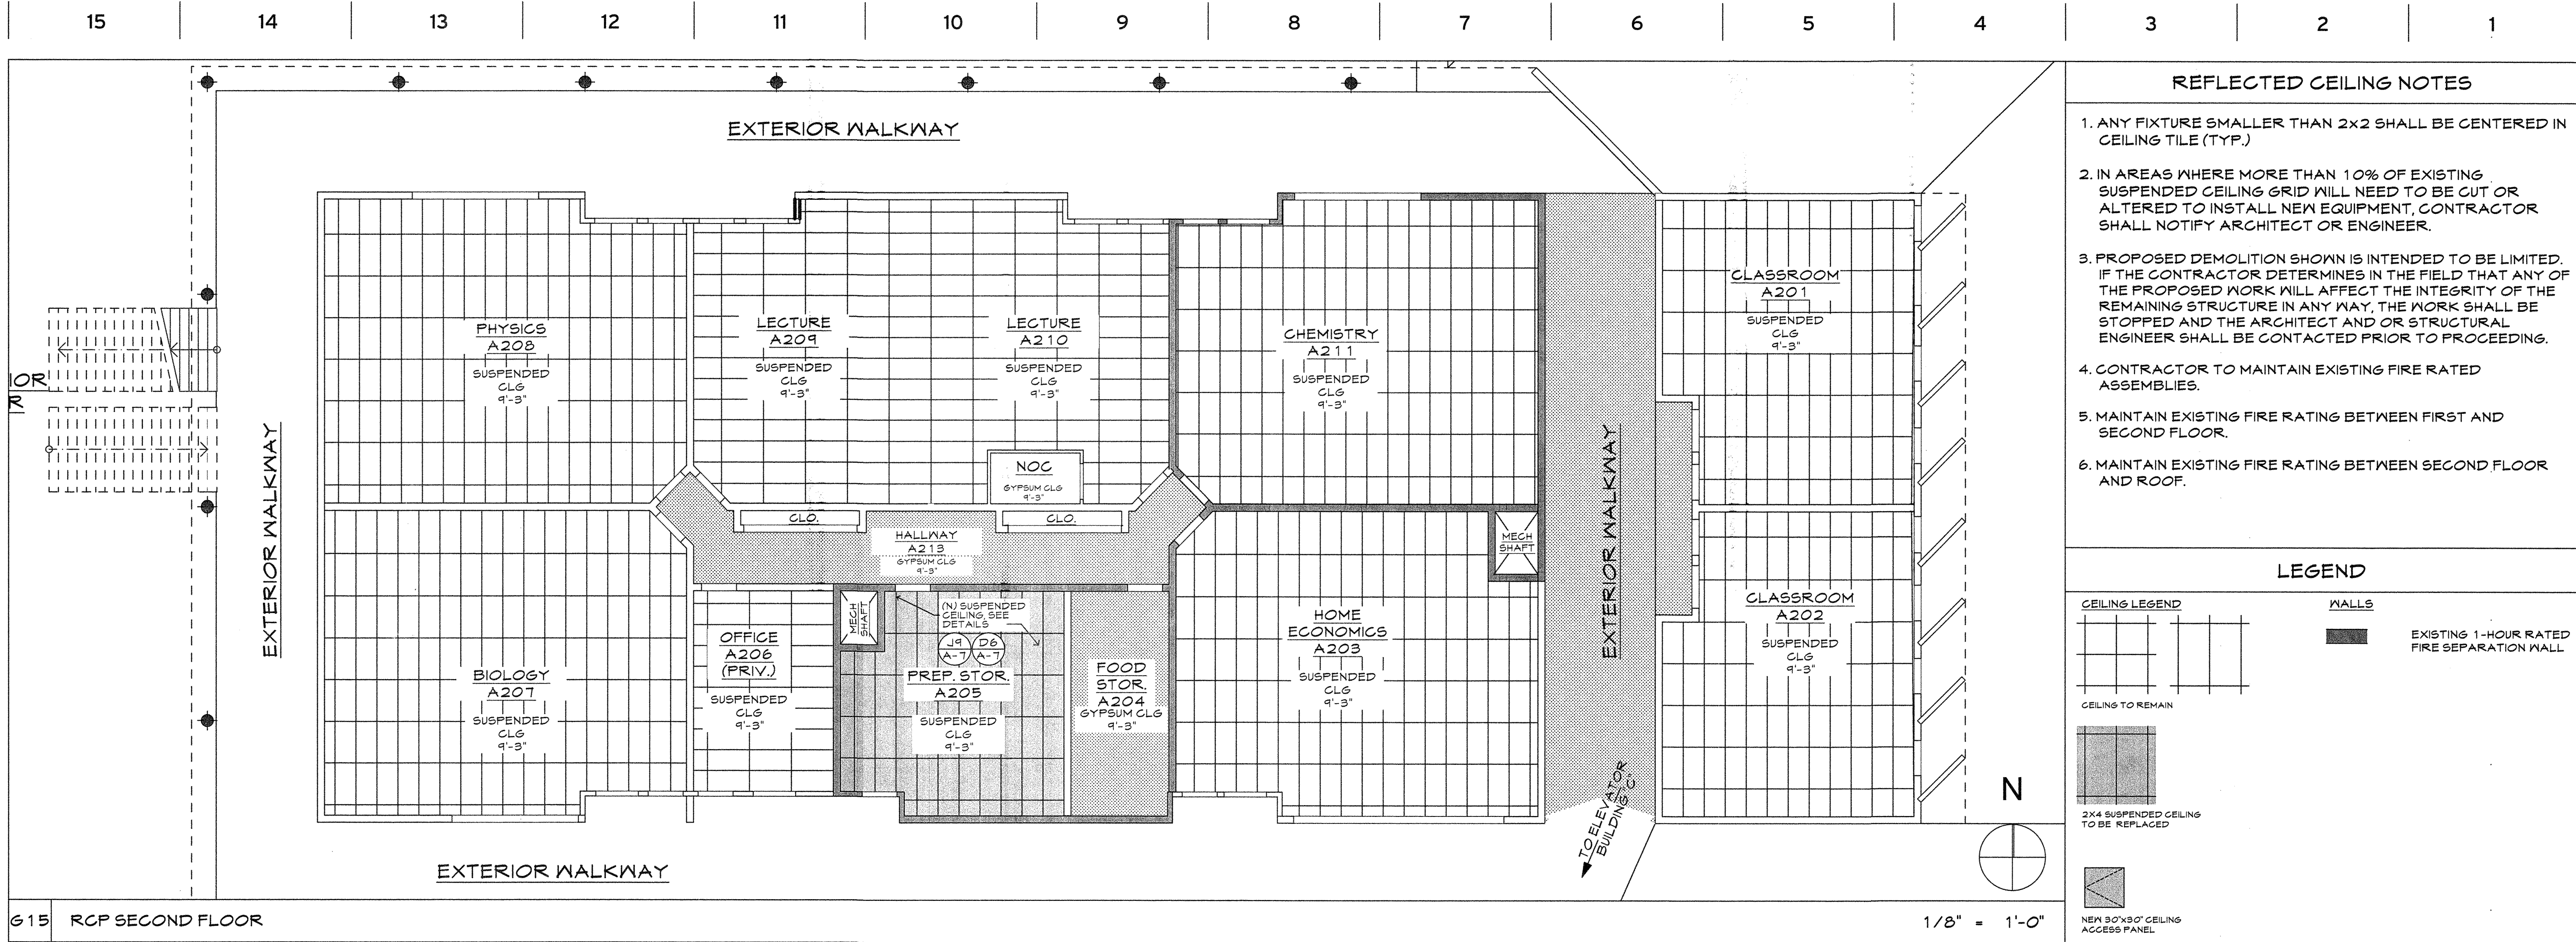 15 14 13 12 11 10 9 8 7 6 5 4 3 2 1
EXTERIOR WALKWAY
PHYSICS
A208
SUSPENDED
CLG
9'-3"
LECTURE
A209
SUSPENDED
CLG
9'-3"
LECTURE
A210
SUSPENDED
CLG
9'-3"
CHEMISTRY
A211
SUSPENDED
CLG
9'-3"
CLASSROOM
A201
SUSPENDED
CLG
9'-3"
IOR
R
EXTERIOR WALKWAY
NOC
GYPSUM CLG
9'-3"
CLO.
CLO.
HALLWAY
A213
GYPSUM CLG
9'-3"
MECH
SHAFT
EXTERIOR WALKWAY
BIOLOGY
A207
SUSPENDED
CLG
9'-3"
OFFICE
A206
(PRIV.)
SUSPENDED
CLG
9'-3"
MECH
SHAFT
(N) SUSPENDED
CEILING, SEE
DETAILS
J9
A-7
D6
A-7
PREP. STOR.
A205
SUSPENDED
CLG
9'-3"
FOOD
STOR.
A204
GYPSUM CLG
9'-3"
HOME
ECONOMICS
A203
SUSPENDED
CLG
9'-3"
CLASSROOM
A202
SUSPENDED
CLG
9'-3"
TO ELEVATOR
BUILDING "C"
N
EXTERIOR WALKWAY
G15 RCP SECOND FLOOR
1/8" = 1'-0"
REFLECTED CEILING NOTES
1. ANY FIXTURE SMALLER THAN 2x2 SHALL BE CENTERED IN
CEILING TILE (TYP.)
2. IN AREAS WHERE MORE THAN 10% OF EXISTING
SUSPENDED CEILING GRID WILL NEED TO BE CUT OR
ALTERED TO INSTALL NEW EQUIPMENT, CONTRACTOR
SHALL NOTIFY ARCHITECT OR ENGINEER.
3. PROPOSED DEMOLITION SHOWN IS INTENDED TO BE LIMITED.
IF THE CONTRACTOR DETERMINES IN THE FIELD THAT ANY OF
THE PROPOSED WORK WILL AFFECT THE INTEGRITY OF THE
REMAINING STRUCTURE IN ANY WAY, THE WORK SHALL BE
STOPPED AND THE ARCHITECT AND OR STRUCTURAL
ENGINEER SHALL BE CONTACTED PRIOR TO PROCEEDING.
4. CONTRACTOR TO MAINTAIN EXISTING FIRE RATED
ASSEMBLIES.
5. MAINTAIN EXISTING FIRE RATING BETWEEN FIRST AND
SECOND FLOOR.
6. MAINTAIN EXISTING FIRE RATING BETWEEN SECOND FLOOR
AND ROOF.
LEGEND
CEILING LEGEND
CEILING TO REMAIN
2X4 SUSPENDED CEILING
TO BE REPLACED
NEW 30"x30" CEILING
ACCESS PANEL
WALLS
EXISTING 1-HOUR RATED
FIRE SEPARATION WALL